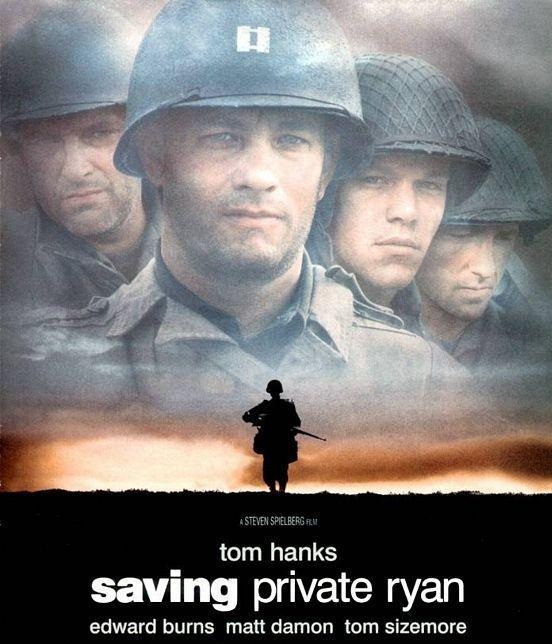 A STEVEN SPIELBERG FILM
tom hanks
saving private ryan
edward burns matt damon tom sizemore